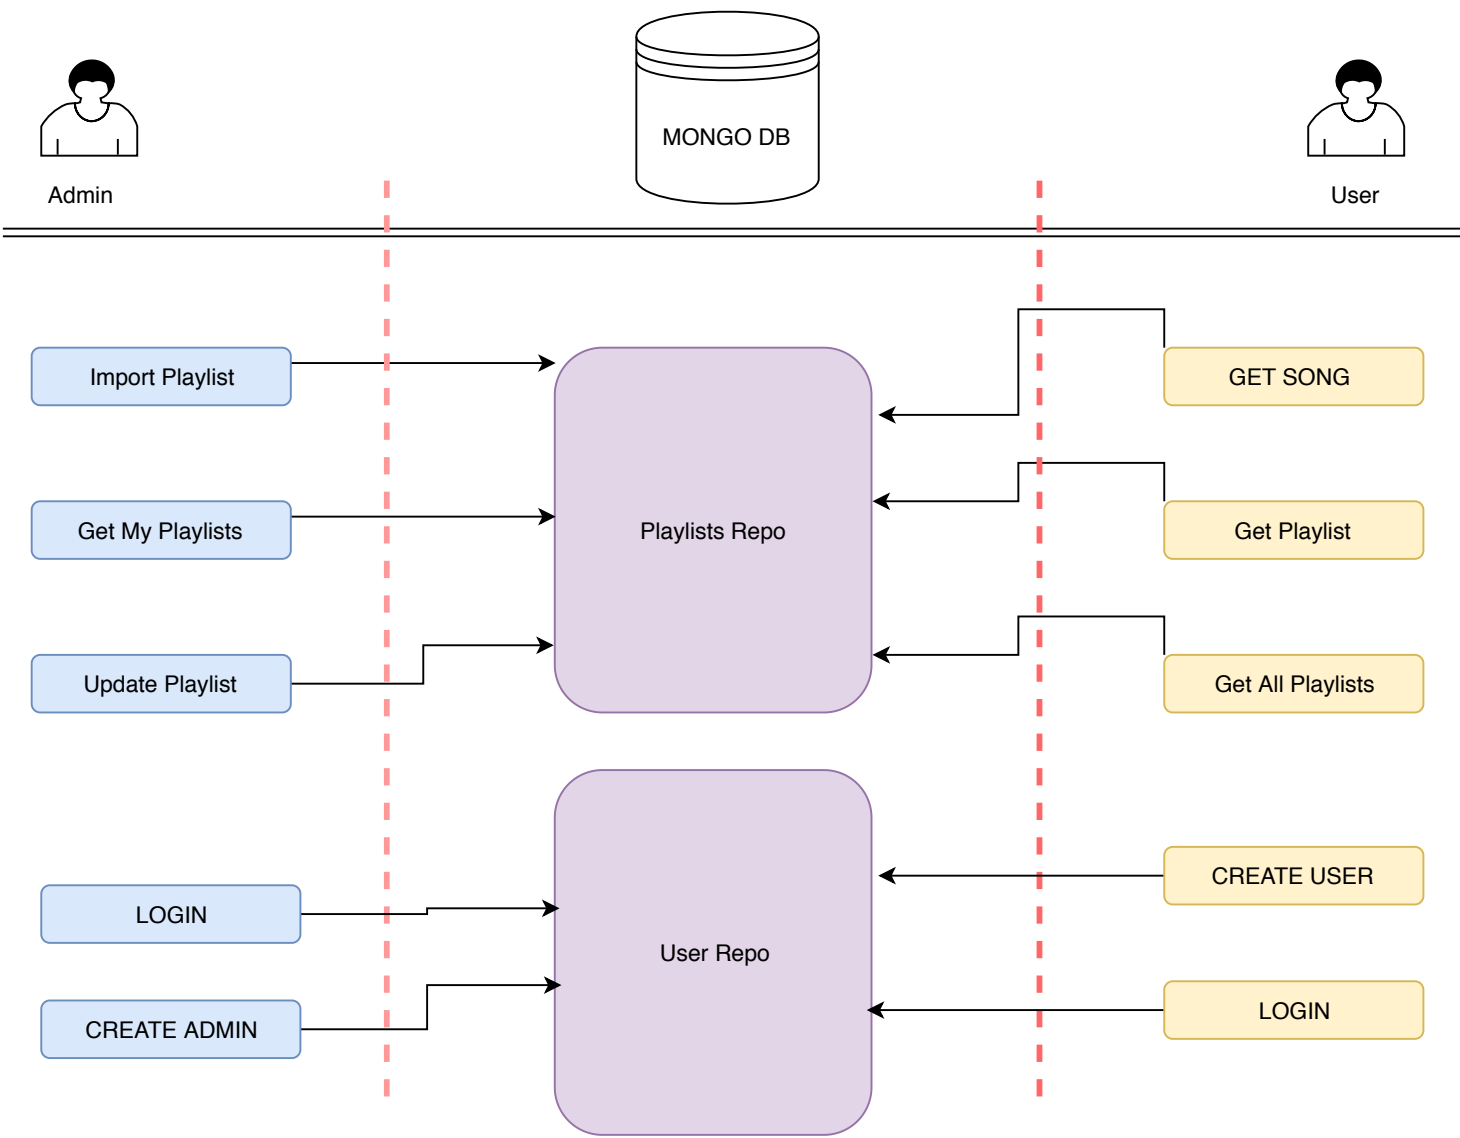 MONGO DB
Admin
User
Import Playlist
GET SONG
Get My Playlists
Playlists Repo
Get Playlist
Update Playlist
Get All Playlists
CREATE USER
LOGIN
User Repo
LOGIN
CREATE ADMIN